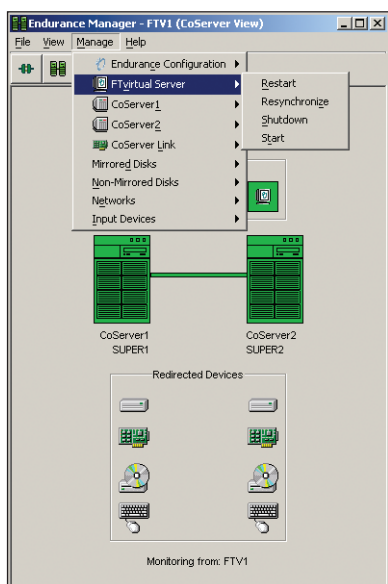 Endurance Manager - FTV1 (CoServer View)
File View Manage Help
Endurance Configuration
FTvirtual Server
CoServer1
CoServer2
CoServer Link
Mirrored Disks
Non-Mirrored Disks
Networks
Input Devices
Restart
Resynchronize
Shutdown
Start
CoServer1
SUPER1
CoServer2
SUPER2
Redirected Devices
Monitoring from: FTV1